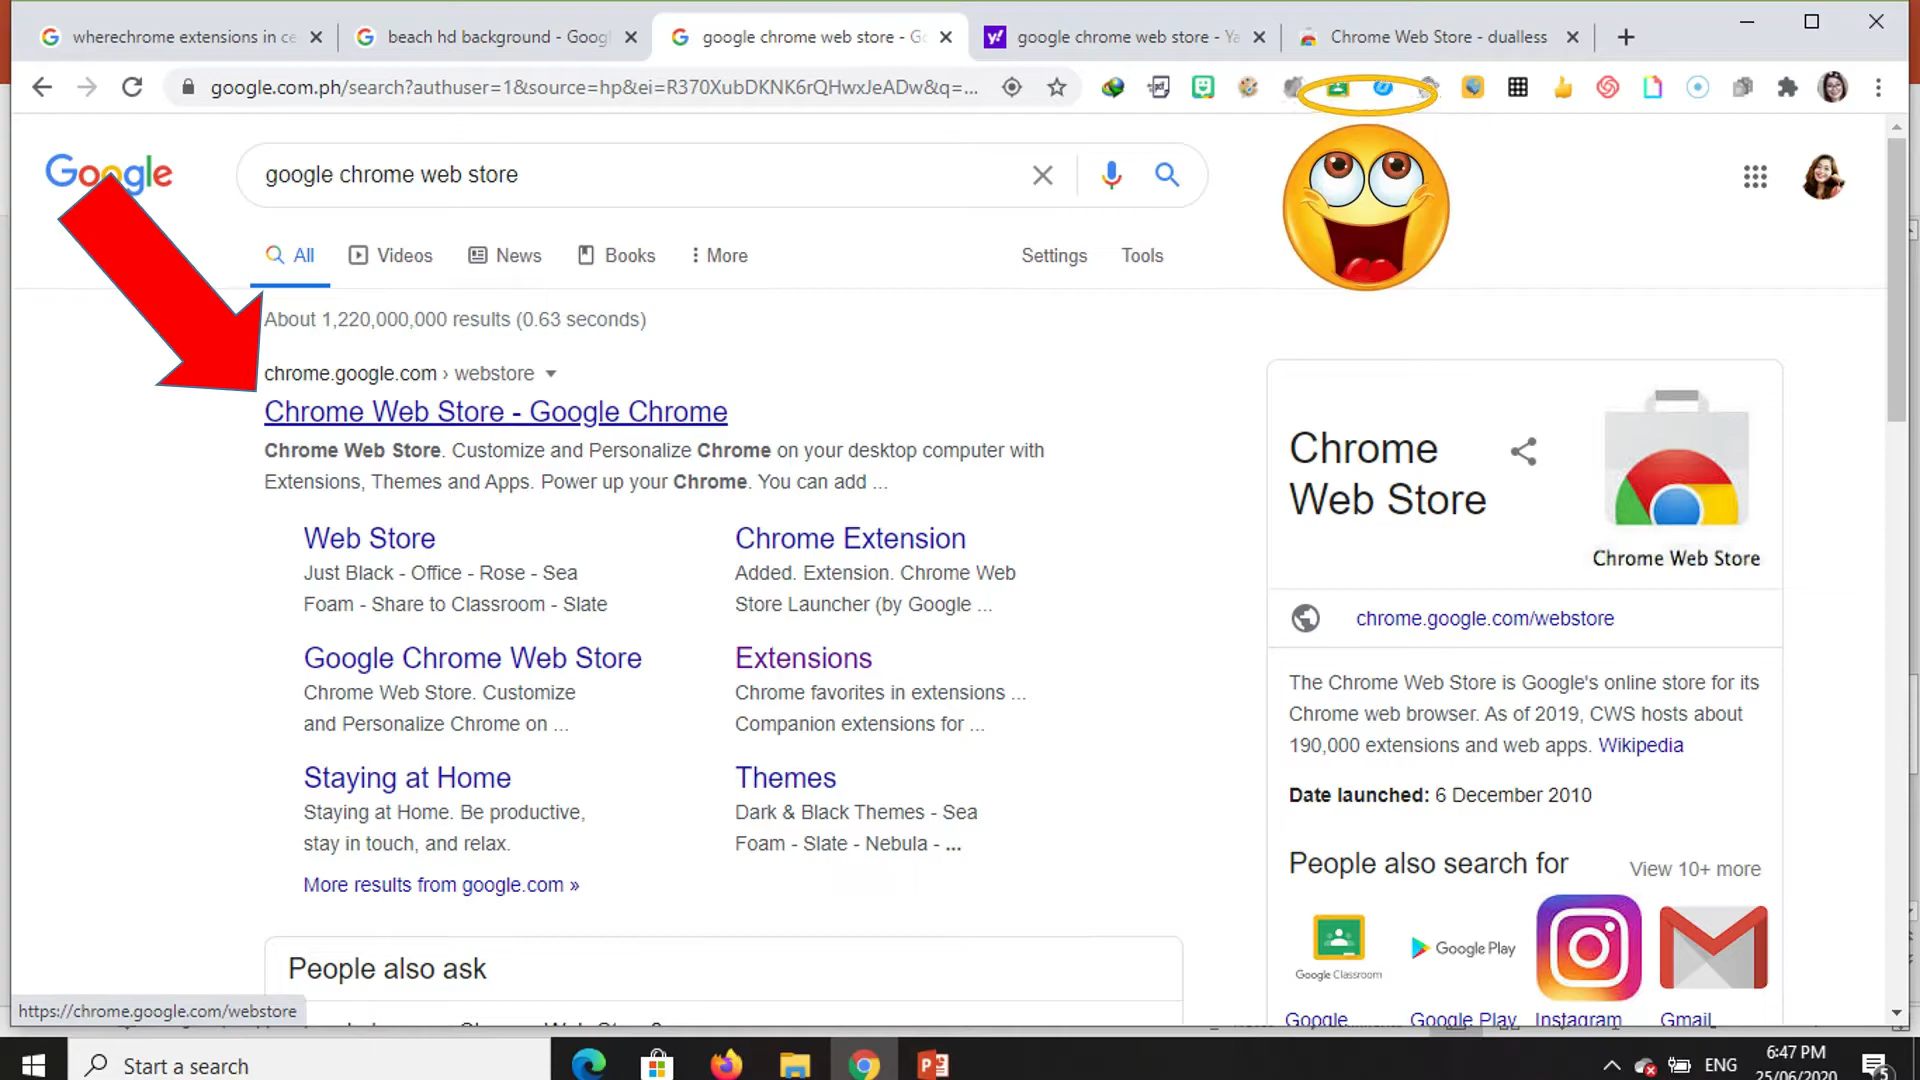 wherechrome extensions in ce
beach hd background - Googl
google chrome web store - Go
google chrome web store - Ya
Chrome Web Store - dualless
google.com.ph/search?authuser=1&source=hp&ei=R370XubDKNK6rQHwxJeADw&q=...
Google
google chrome web store
All
Videos
News
Books
More
Settings
Tools
About 1,220,000,000 results (0.63 seconds)
chrome.google.com › webstore
Chrome Web Store - Google Chrome
Chrome Web Store. Customize and Personalize Chrome on your desktop computer with
Extensions, Themes and Apps. Power up your Chrome. You can add ...
Web Store
Just Black - Office - Rose - Sea
Foam - Share to Classroom - Slate
Chrome Extension
Added. Extension. Chrome Web
Store Launcher (by Google ...
Google Chrome Web Store
Chrome Web Store. Customize
and Personalize Chrome on ...
Extensions
Chrome favorites in extensions ...
Companion extensions for ...
Staying at Home
Staying at Home. Be productive,
stay in touch, and relax.
Themes
Dark & Black Themes - Sea
Foam - Slate - Nebula - ...
More results from google.com »
People also ask
Chrome
Web Store
Chrome Web Store
chrome.google.com/webstore
The Chrome Web Store is Google's online store for its
Chrome web browser. As of 2019, CWS hosts about
190,000 extensions and web apps. Wikipedia
Date launched: 6 December 2010
People also search for
View 10+ more
Google Classroom
Google Play
Google
Google Play
Instagram
Gmail
https://chrome.google.com/webstore
Start a search
ENG
6:47 PM
25/06/2020
5